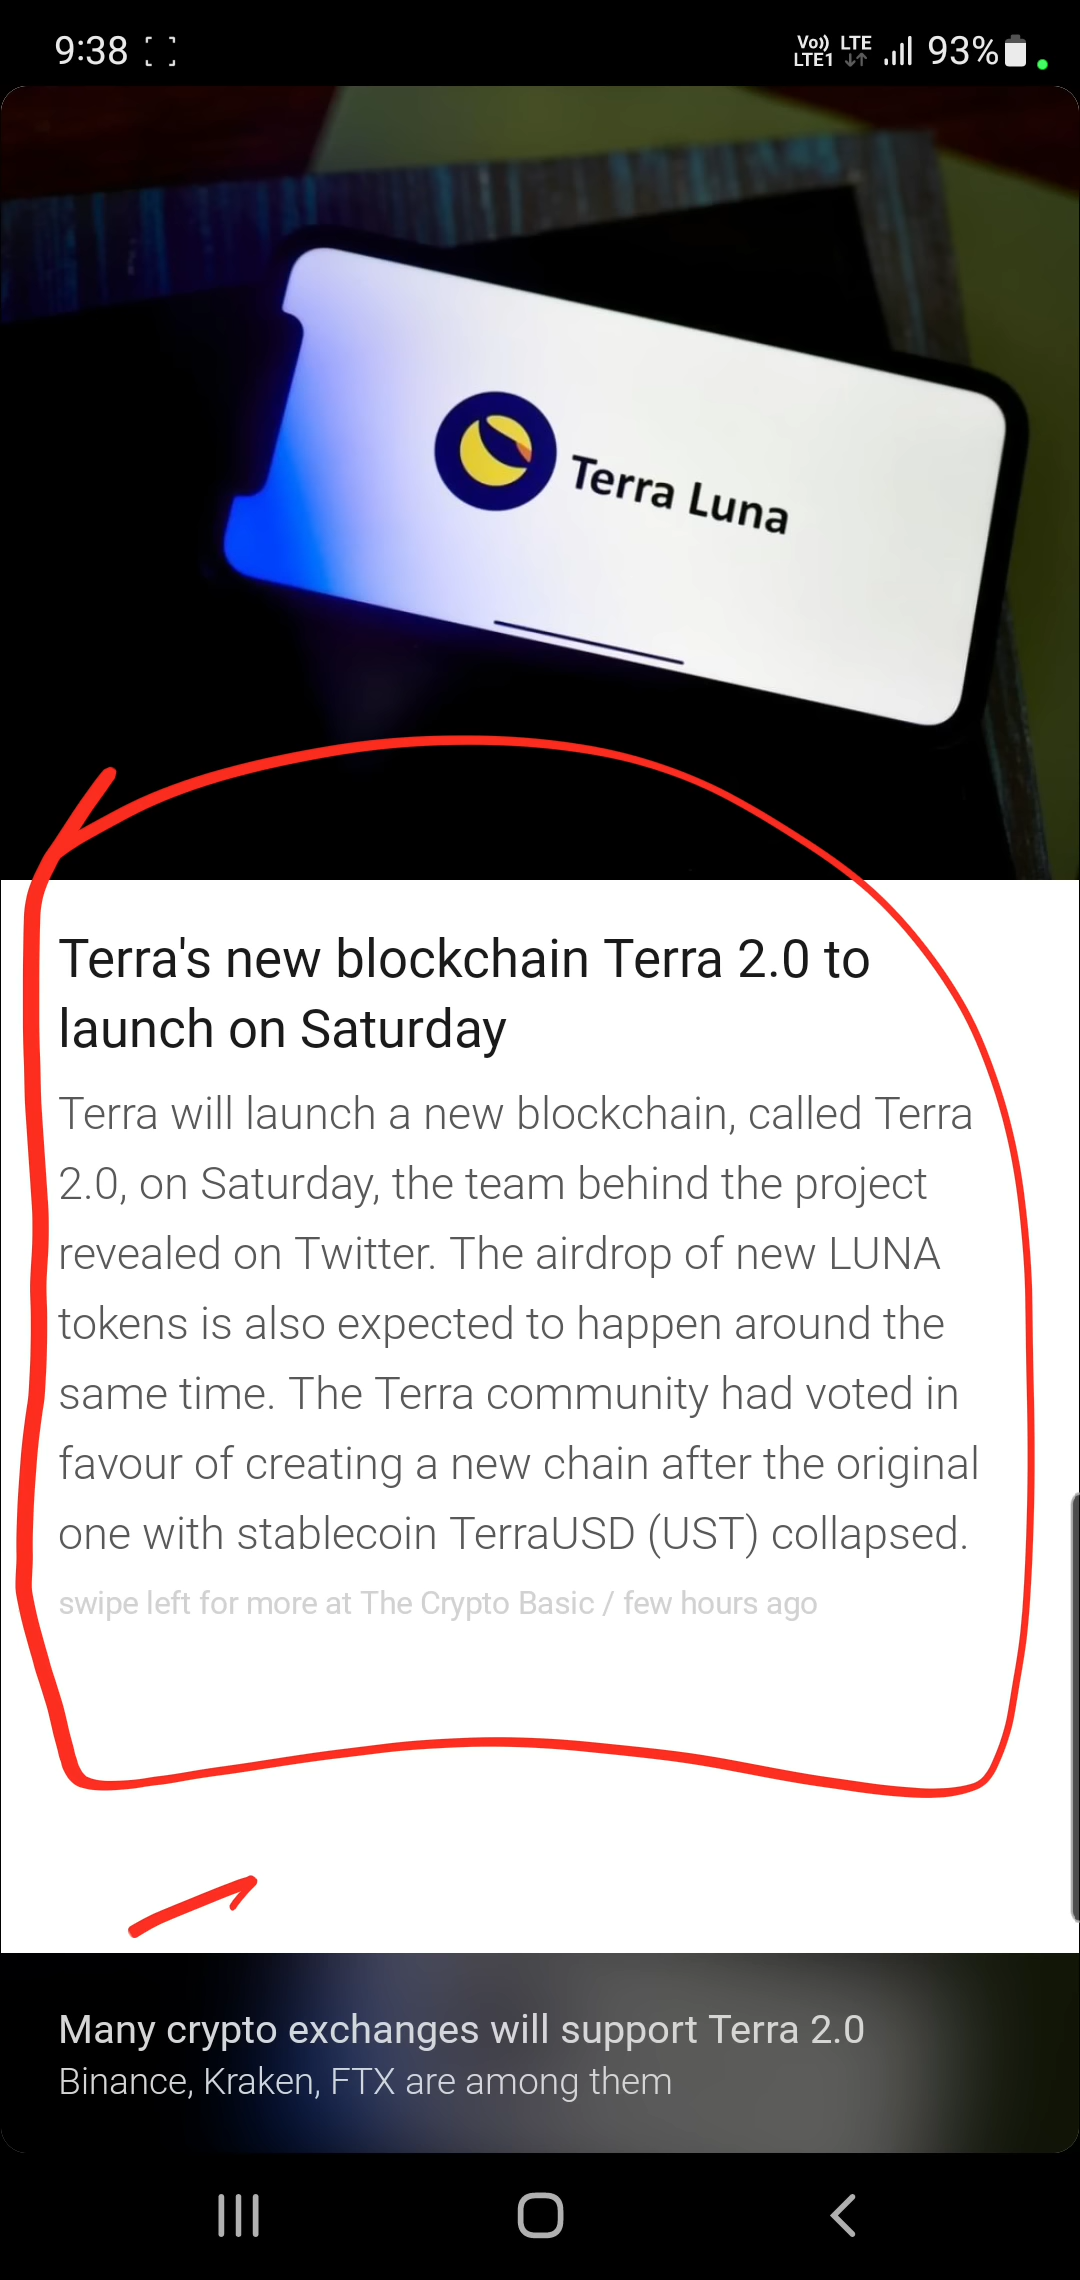 9:38
Vo)) LTE
LTE1
93%
Terra Luna
Terra's new blockchain Terra 2.0 to
launch on Saturday
Terra will launch a new blockchain, called Terra
2.0, on Saturday, the team behind the project
revealed on Twitter. The airdrop of new LUNA
tokens is also expected to happen around the
same time. The Terra community had voted in
favour of creating a new chain after the original
one with stablecoin TerraUSD (UST) collapsed.
swipe left for more at The Crypto Basic / few hours ago
Many crypto exchanges will support Terra 2.0
Binance, Kraken, FTX are among them